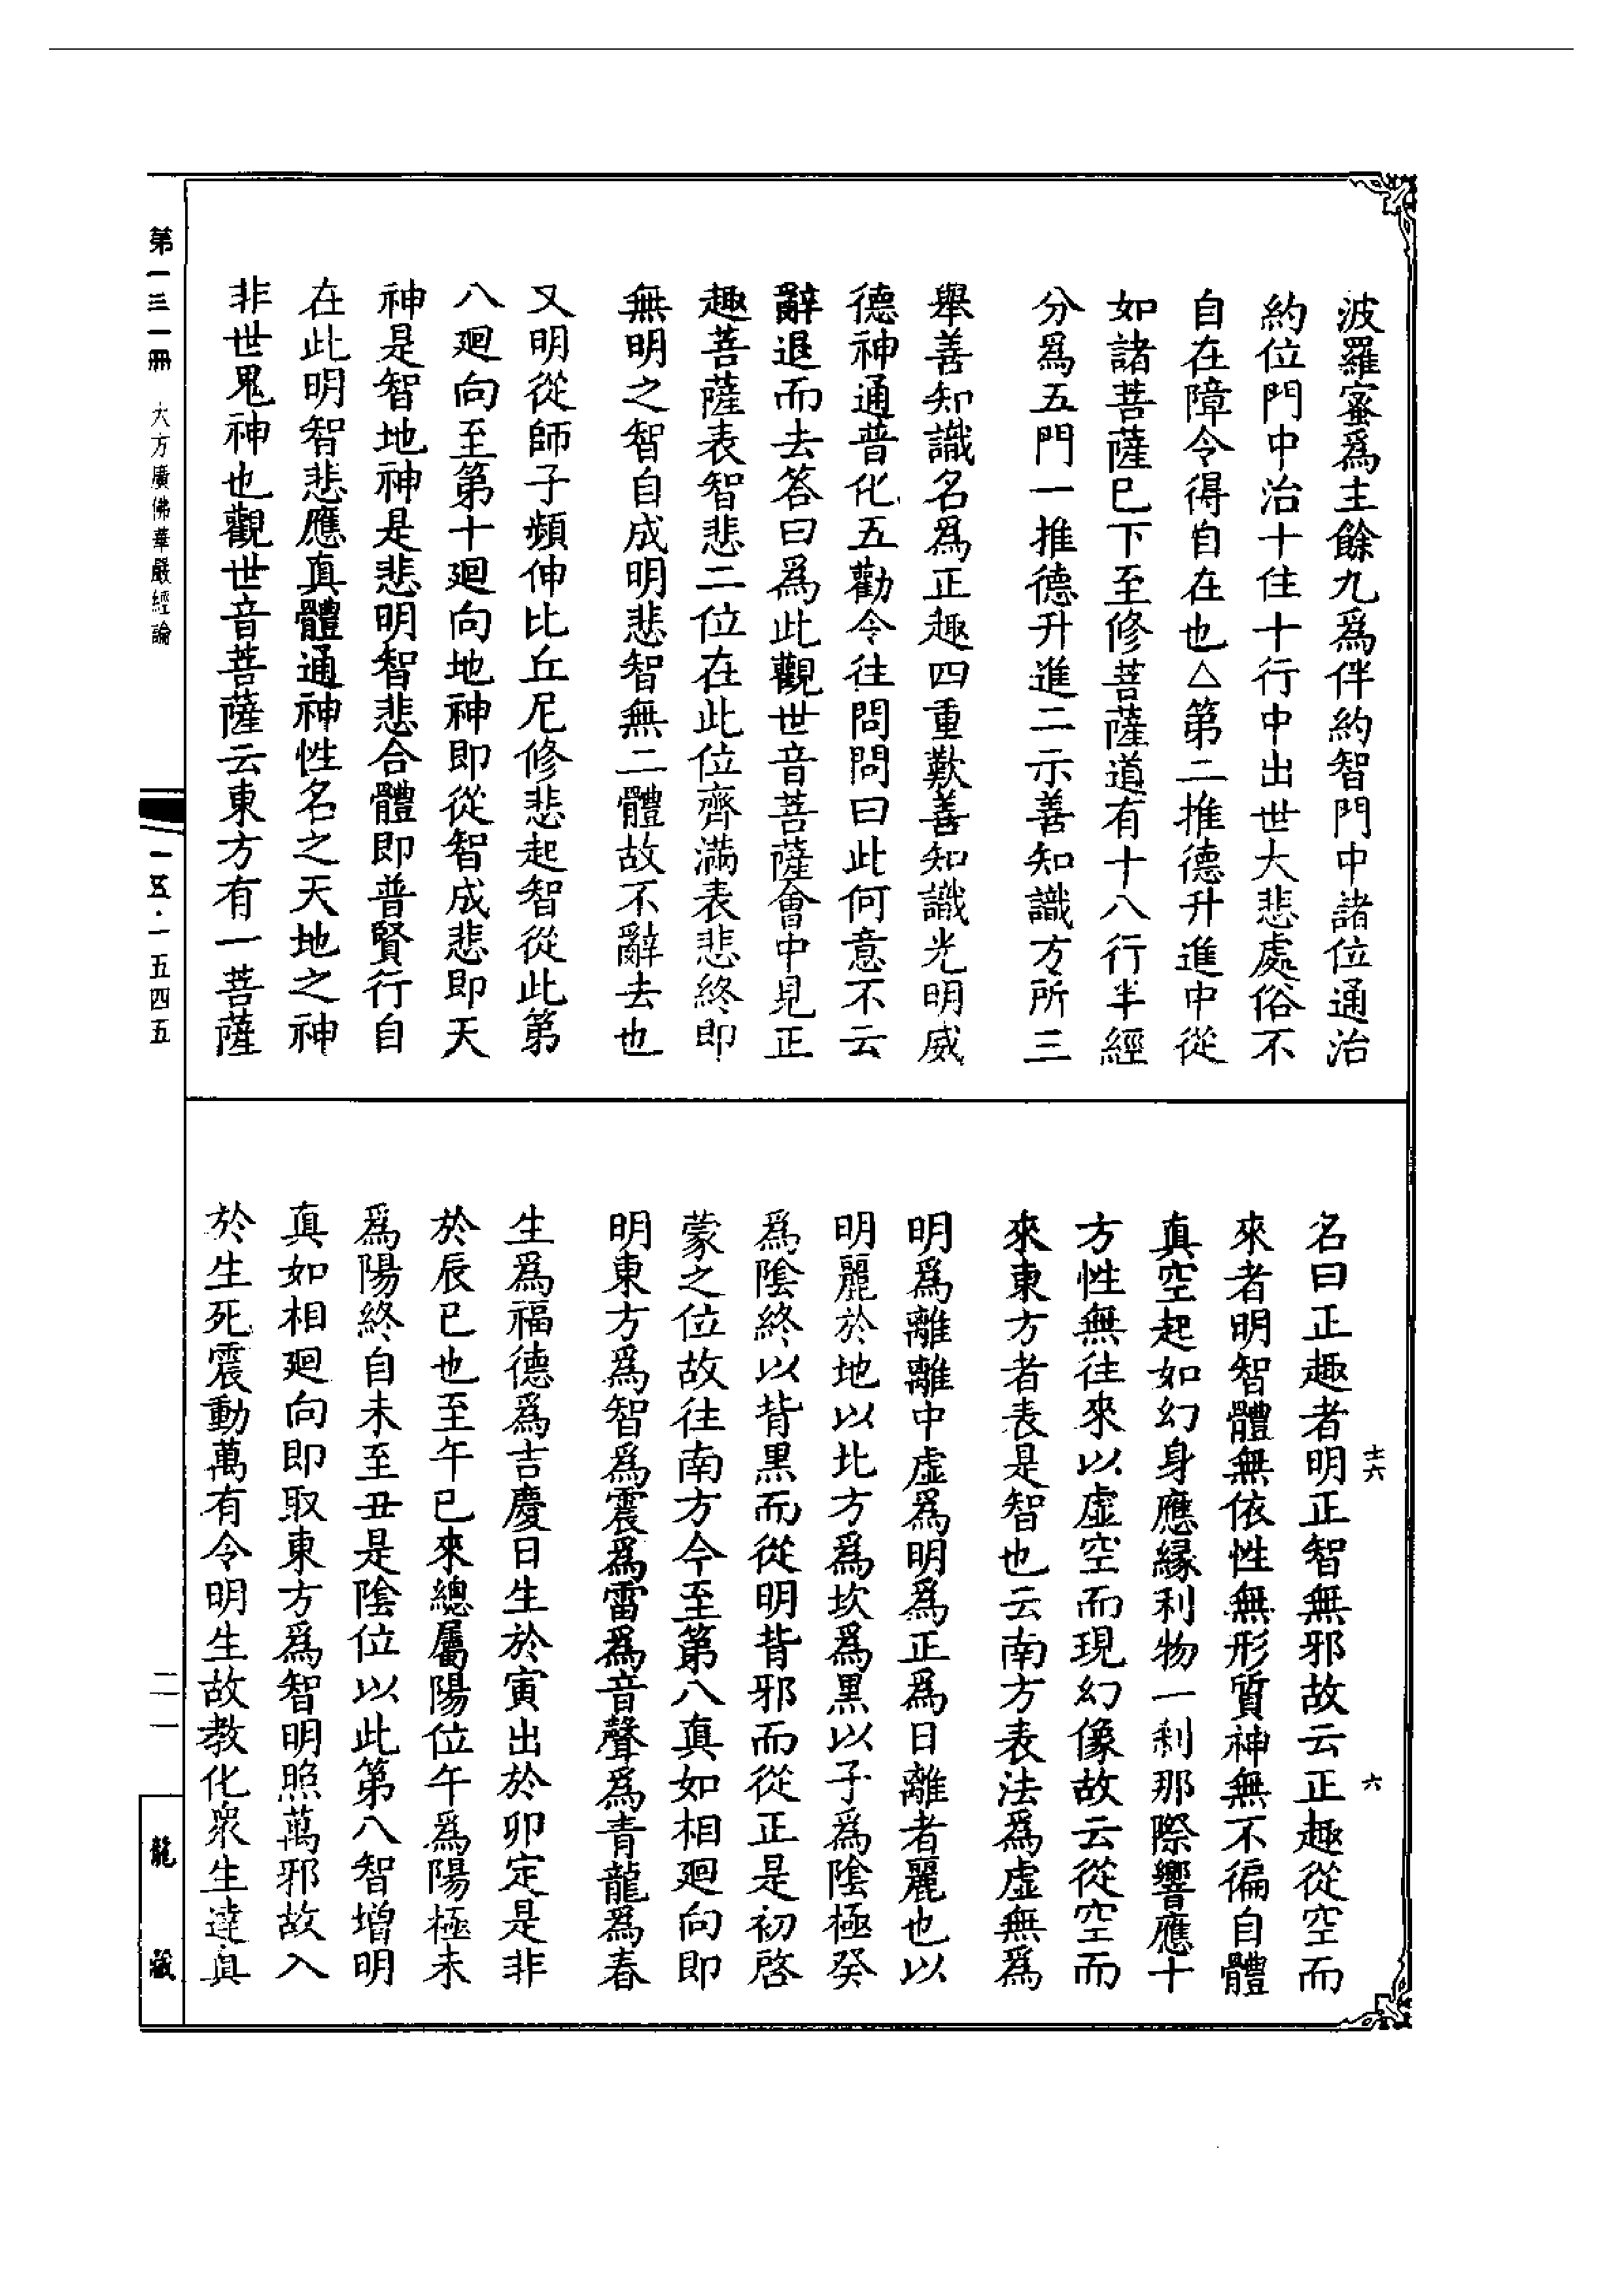 波羅蜜爲主餘九爲伴約智門中諸位通治
約位門中治十住十行中出世大悲處俗不
自在障令得自在也△第二推德升進中從
如諸菩薩已下至修菩薩道有十八行半經
分爲五門一推德升進二示善知識方所三
舉善知識名爲正趣四重歎善知識光明威
德神通普化五勸令往問問曰此何意不云
辭退而去答曰爲此觀世音菩薩會中見正
趣菩薩表智悲二位在此位齊滿表悲終即
無明之智自成明悲智無二體故不辭去也
又明從師子頻伸比丘尼修悲起智從此第
八廻向至第十廻向地神即從智成悲即天
神是智地神是悲明智悲合體即普賢行自
在此明智悲應真體通神性名之天地之神
非世鬼神也觀世音菩薩云東方有一菩薩
名曰正趣者明正智無邪故云正趣從空而
來者明智體無依性無形質神無不徧自體
真空起如幻身應緣利物一刹那際響應十
方性無往來以虛空而現幻像故云從空而
來東方者表是智也云南方表法爲虛無爲
明爲離離中虛爲明爲正爲日離者麗也以
明麗於地以北方爲坎爲黑以子爲陰極癸
爲陰終以背黑而從明背邪而從正是初啓
蒙之位故往南方今至第八真如相廻向即
明東方爲智爲震爲雷爲音聲爲青龍爲春
生爲福德爲吉慶日生於寅出於卯定是非
於辰巳也至午巳來總屬陽位午爲陽極未
爲陽終自未至丑是陰位以此第八智增明
真如相廻向即取東方爲智明照萬邪故入
於生死震動萬有令明生故教化衆生達真
六
第一三一冊 大方廣佛華嚴經論
一五·一五四五
二一
龍藏